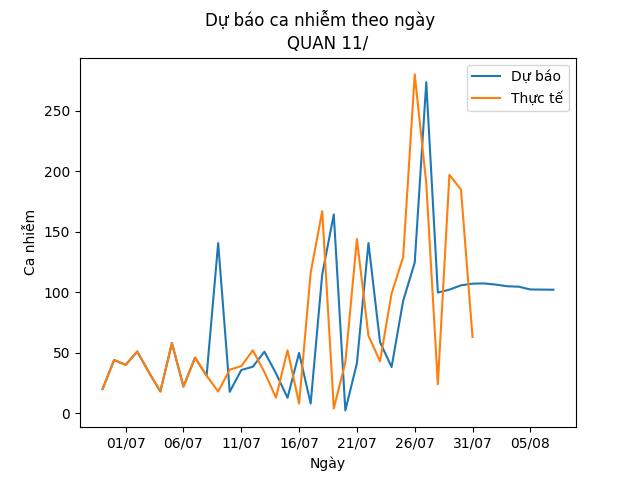 Dự báo ca nhiễm theo ngày
QUAN 11/
Dự báo
Thực tế
Ca nhiễm
250
200
150
100
50
0
01/07 06/07 11/07 16/07 21/07 26/07 31/07 05/08
Ngày